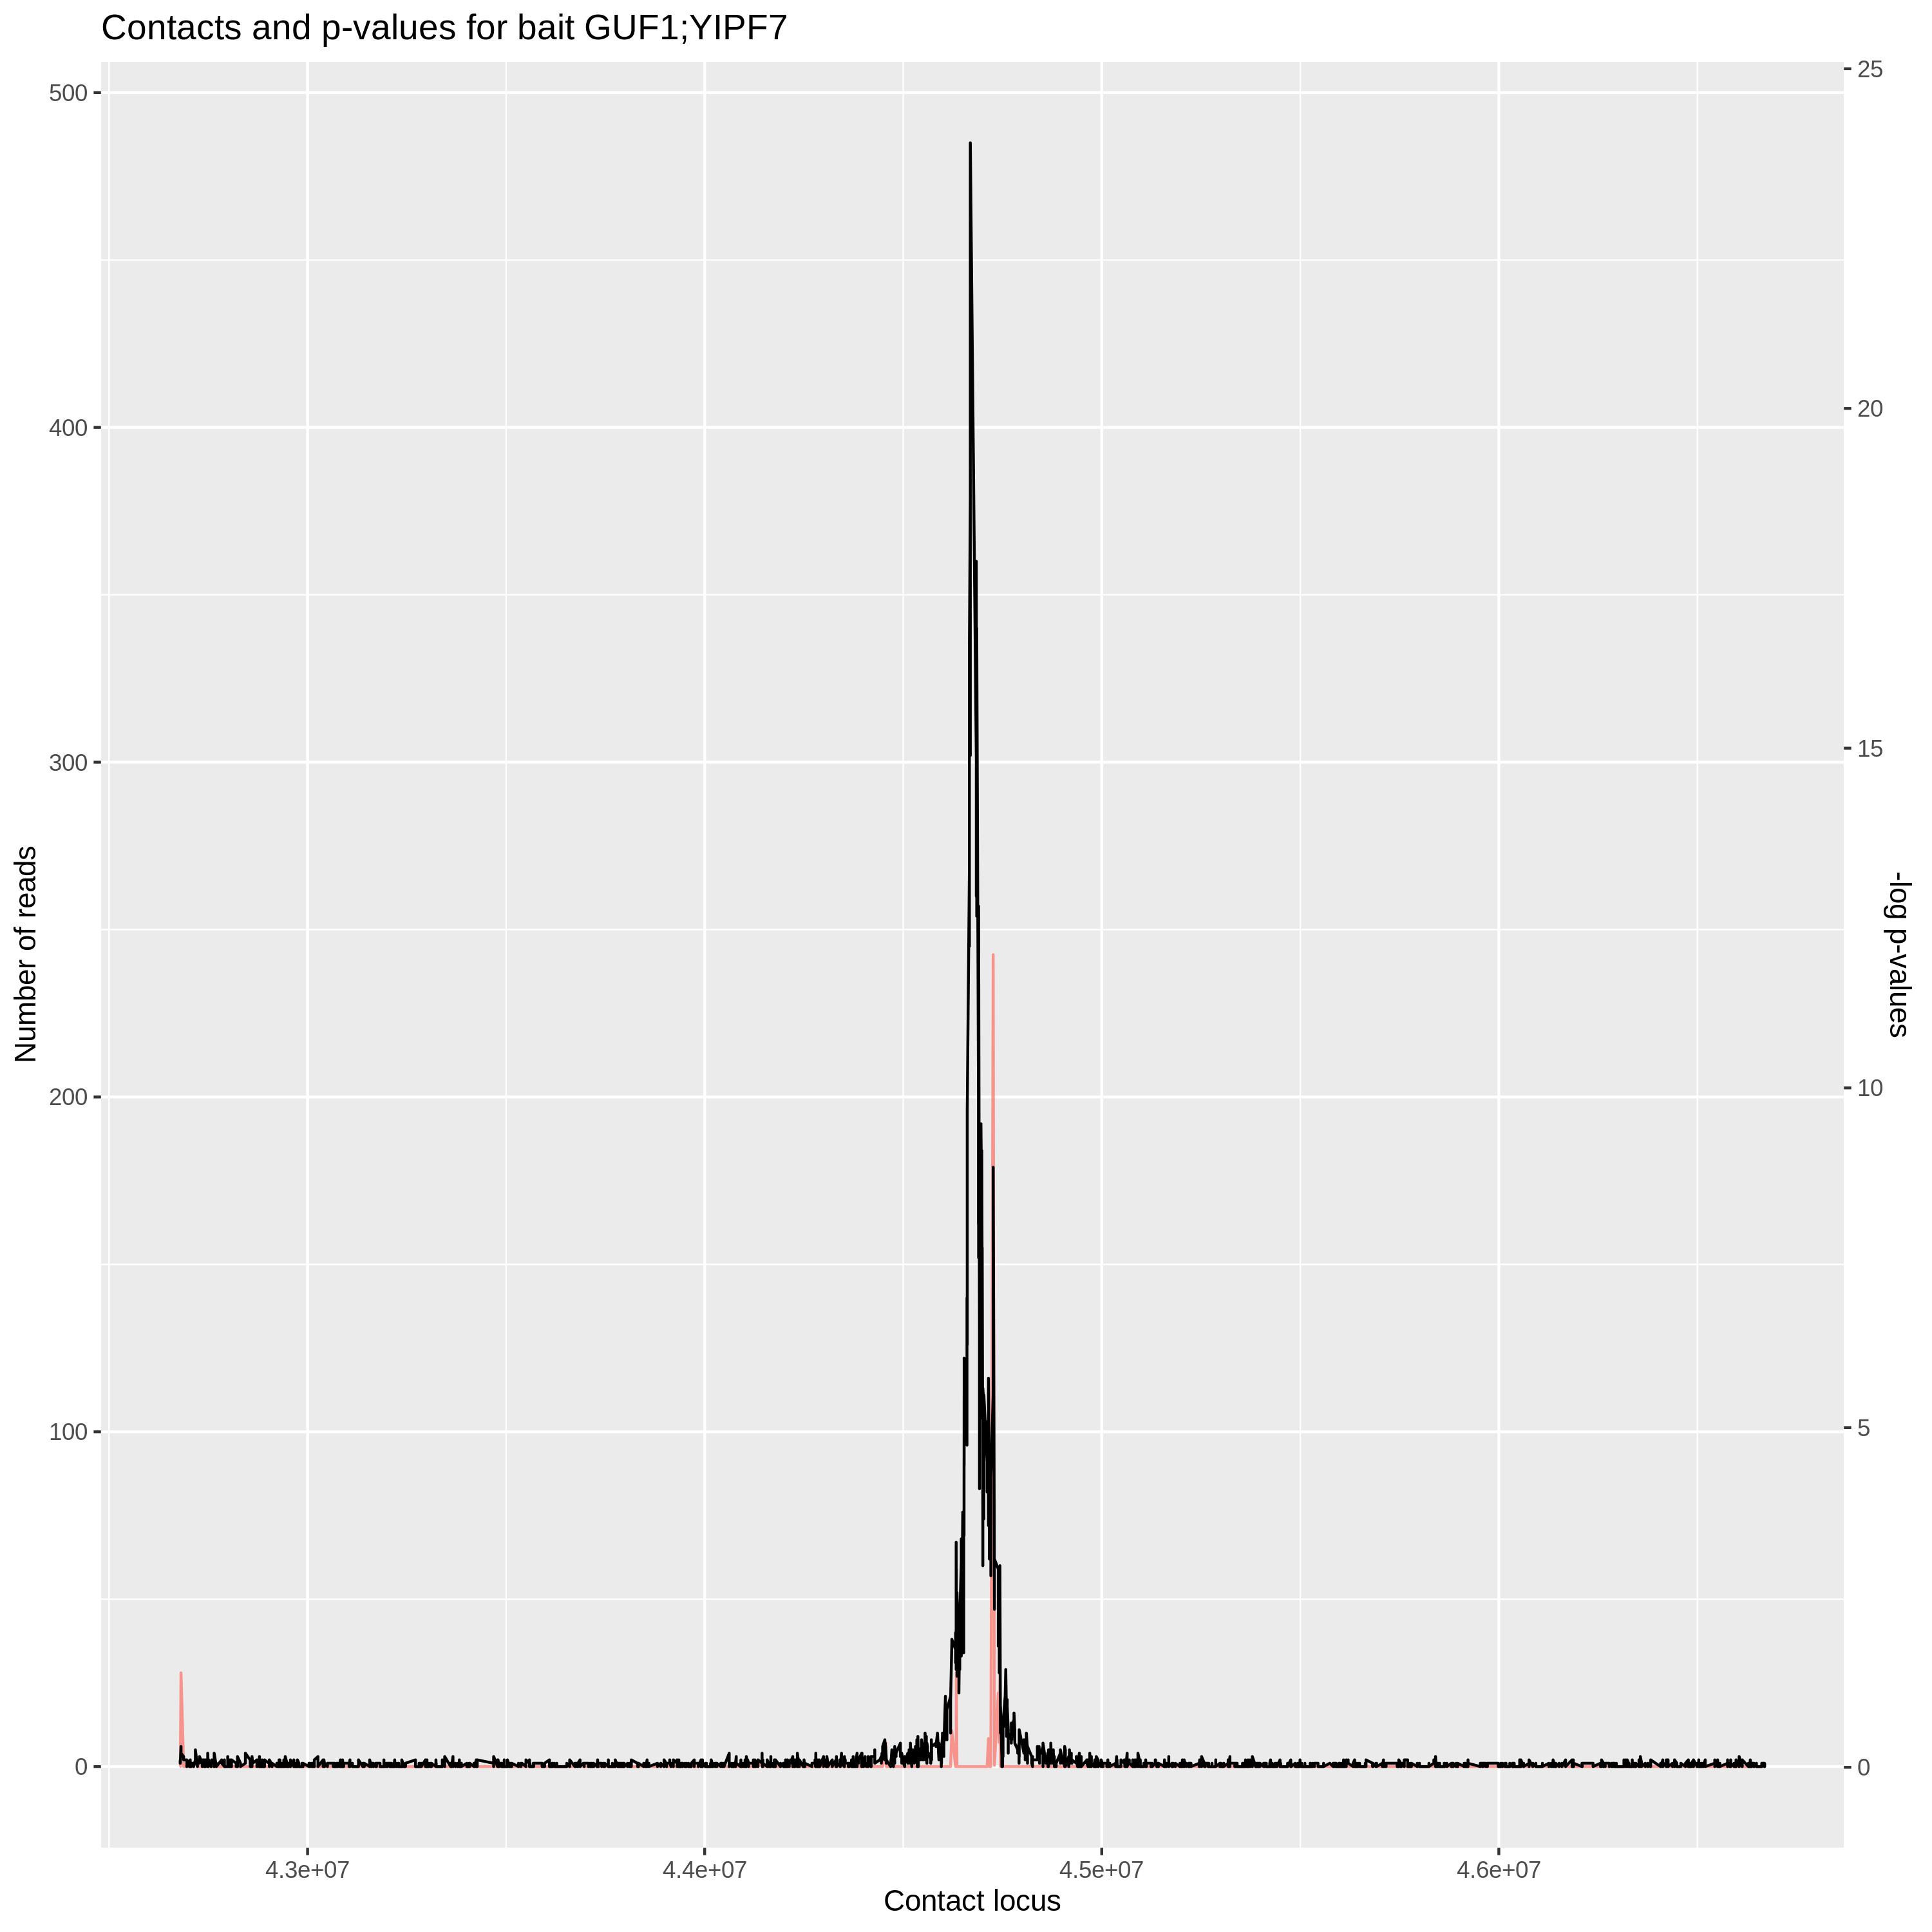 Contacts and p-values for bait GUF1;YIPF7
500
400
300
200
100
0
Number of reads
25
20
15
10
5
0
-log p-values
4.3e+07
4.4e+07
4.5e+07
4.6e+07
Contact locus